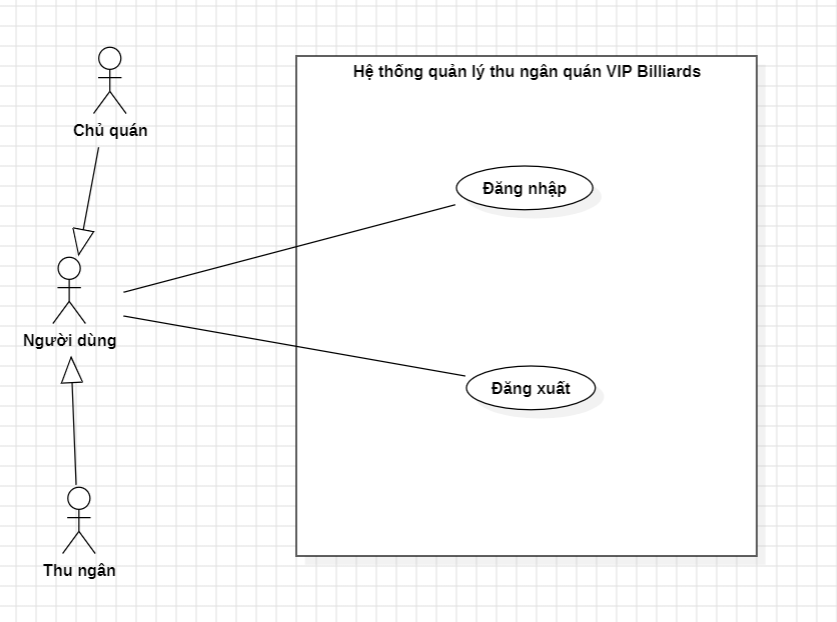 Hệ thống quản lý thu ngân quán VIP Billiards
Chủ quán
Đăng nhập
Người dùng
Đăng xuất
Thu ngân